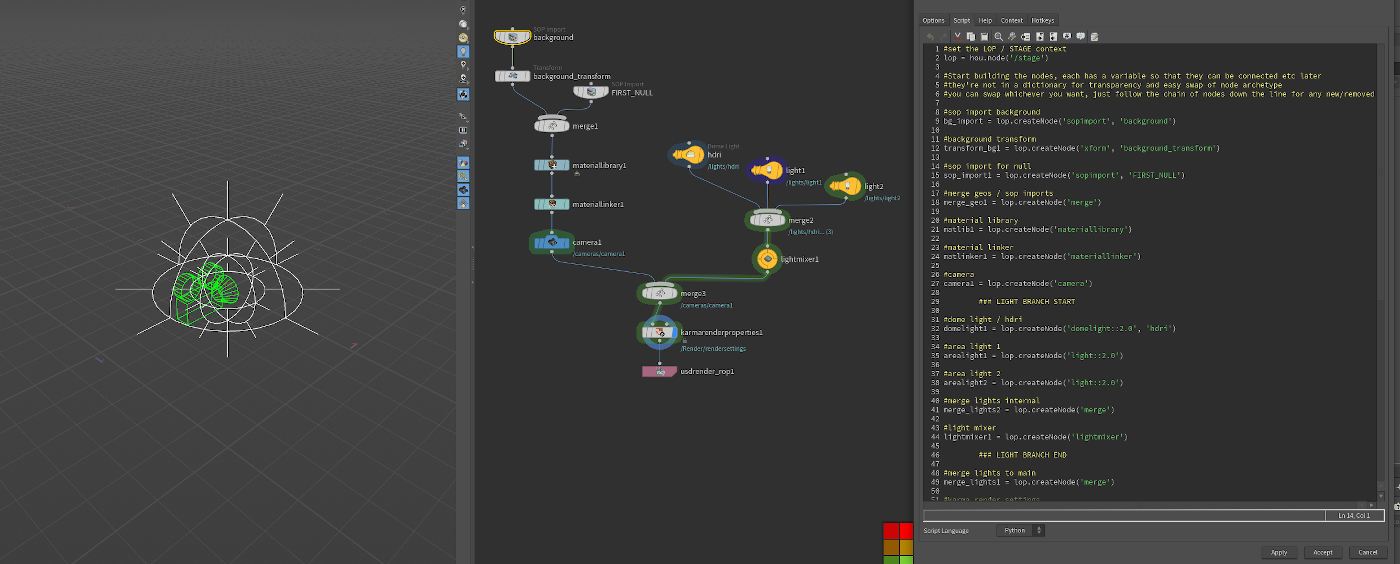 SOP Import
background
Transform
background_transform
SOP Import
FIRST_NULL
merge1
Dome Light
hdri
/lights/hdri
light1
/lights/light1
light2
/lights/light2
materiallibrary1
materiallinker1
merge2
/lights/hdri... (3)
camera1
/cameras/camera1
lightmixer1
merge3
/cameras/camera1
karmarenderproperties1
/Render/rendersettings
usdrender_rop1
Options Script Help Context Hotkeys
1 #set the LOP / STAGE context
2 lop = hou.node('/stage')
3
4 #Start building the nodes, each has a variable so that they can be connected etc later
5 #they're not in a dictionary for transparency and easy swap of node archetype
6 #you can swap whichever you want, just follow the chain of nodes down the line for any new/removed
7
8 #sop import background
9 bg_import = lop.createNode('sopimport', 'background')
10
11 #background transform
12 transform_bg1 = lop.createNode('xform', 'background_transform')
13
14 #sop import for null
15 sop_import1 = lop.createNode('sopimport', 'FIRST_NULL')
16
17 #merge geos / sop imports
18 merge_geo1 = lop.createNode('merge')
19
20 #material library
21 matlib1 = lop.createNode('materiallibrary')
22
23 #material linker
24 matlinker1 = lop.createNode('materiallinker')
25
26 #camera
27 cam1 = lop.createNode('camera')
28
29 ### LIGHT BRANCH START
30
31 #dome light / hdri
32 domelight1 = lop.createNode('domelight::2.0', 'hdri')
33
34 #area light 1
35 arealight1 = lop.createNode('light::2.0')
36
37 #area light 2
38 arealight2 = lop.createNode('light::2.0')
39
40 #merge lights internal
41 merge_lights2 = lop.createNode('merge')
42
43 #light mixer
44 lightmixer1 = lop.createNode('lightmixer')
45
46 ### LIGHT BRANCH END
47
48 #merge lights to main
49 merge_lights1 = lop.createNode('merge')
50
51 #karma render settings
Ln 14, Col 1
Script Language Python
Apply Accept Cancel